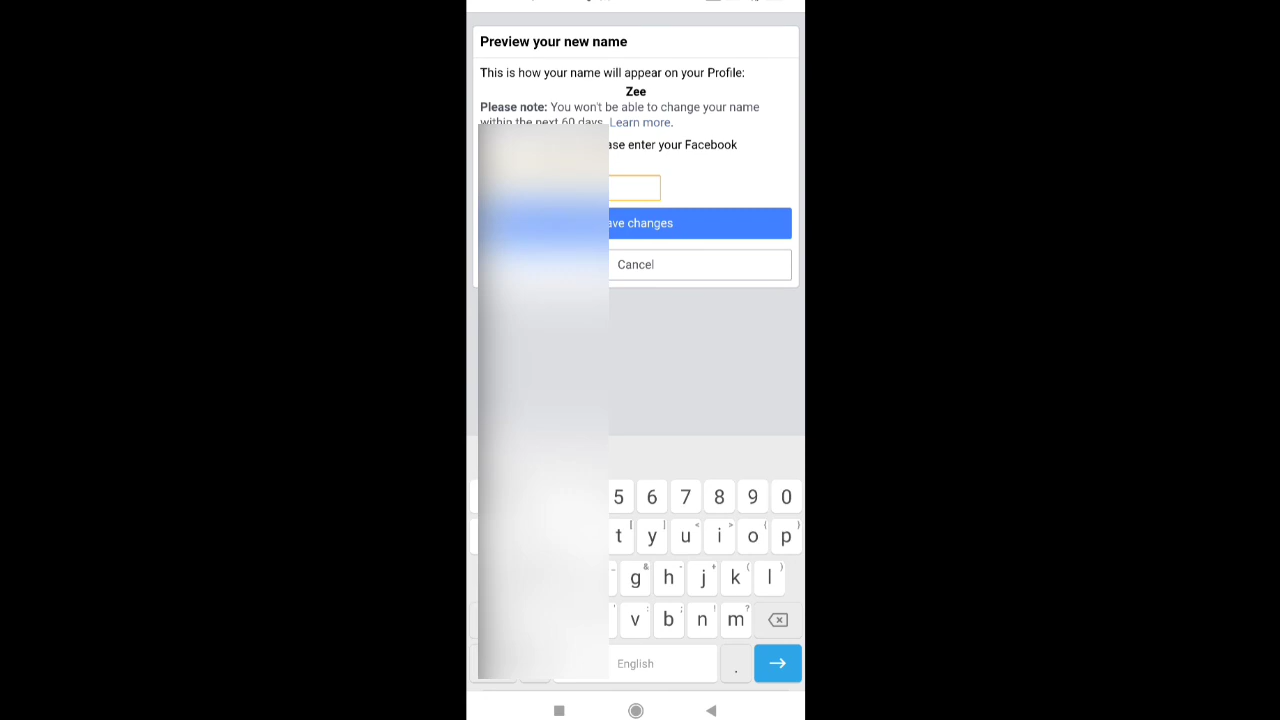 Preview your new name
This is how your name will appear on your Profile:
Zee
Please note: You won't be able to change your name
within the next 60 days. Learn more.
enter your Facebook
changes
Cancel
5 6 7 8 9 0
t [ y ] u < i > o { p }
g & h - j + k ( l )
v : b ; n ! m ?
English
.